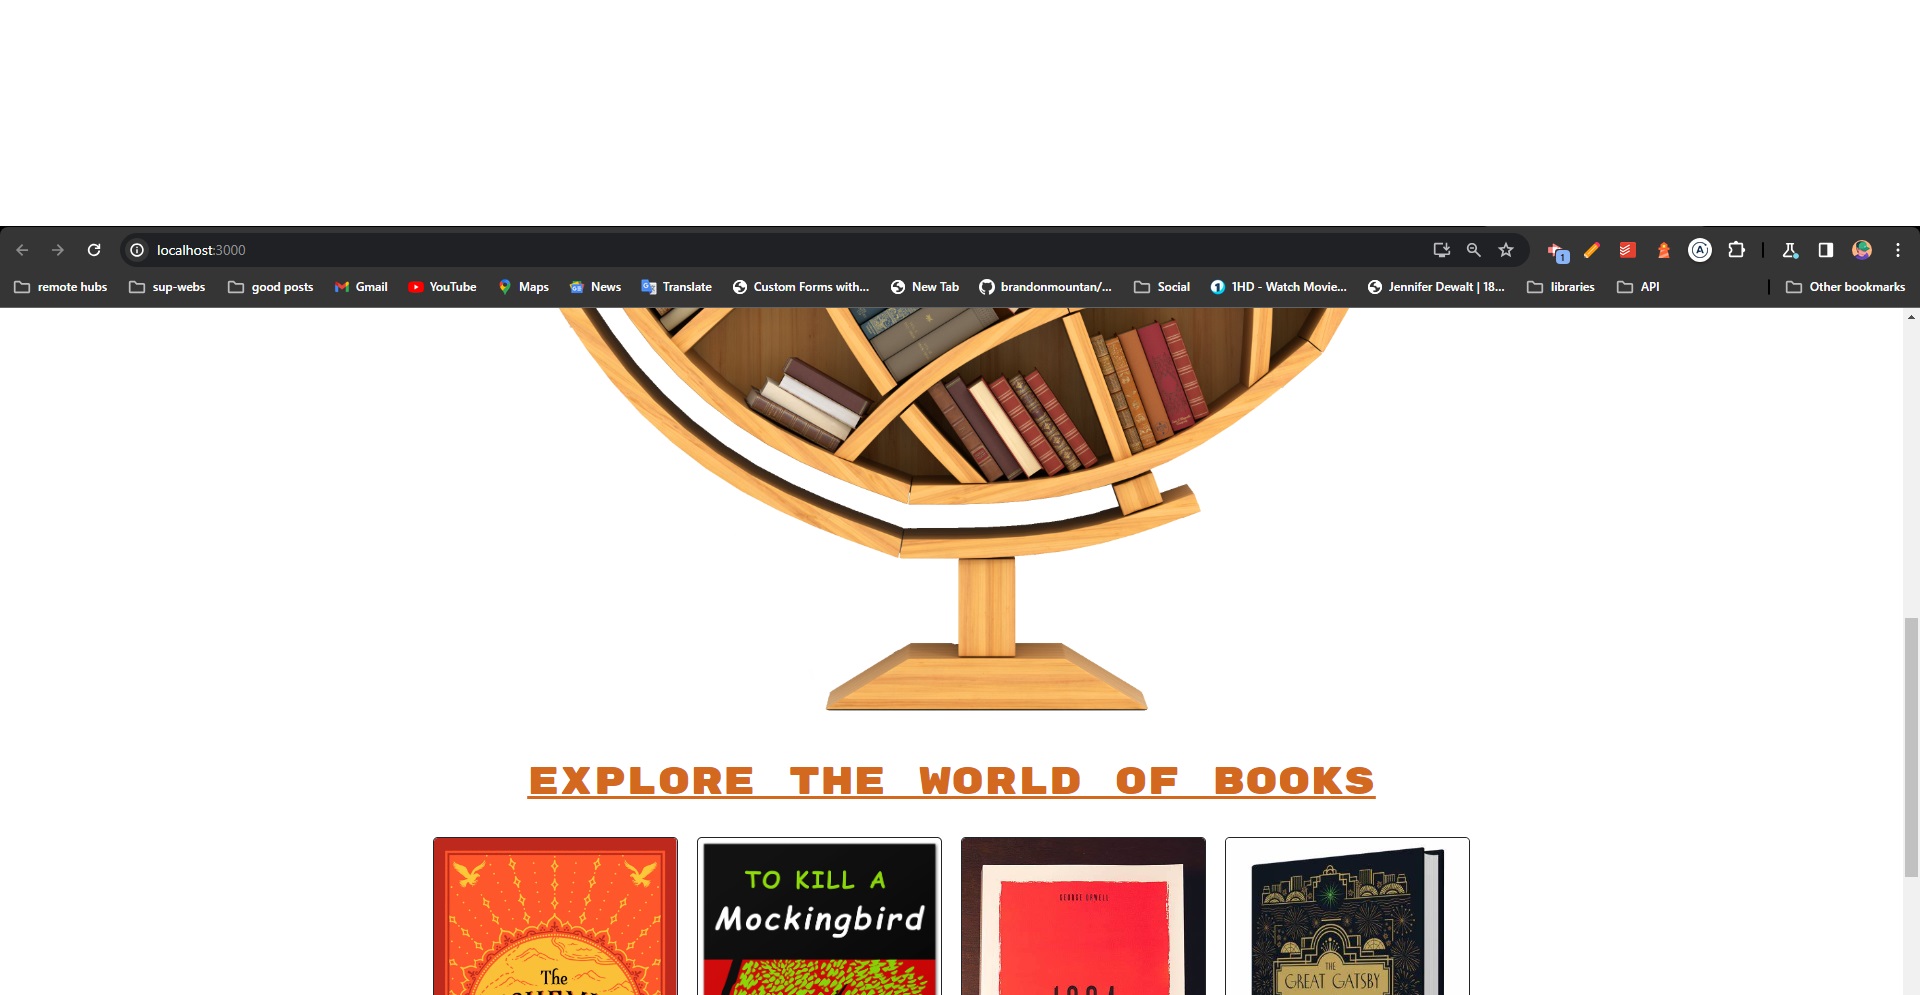 localhost:3000
1
remote hubs
sup-webs
good posts
Gmail
YouTube
Maps
News
Translate
Custom Forms with...
New Tab
brandonmountan/...
Social
1HD - Watch Movie...
Jennifer Dewalt | 18...
libraries
API
Other bookmarks
EXPLORE THE WORLD OF BOOKS
The
TO KILL A
Mockingbird
GEORGE ORWELL
1984
THE
GREAT GATSBY